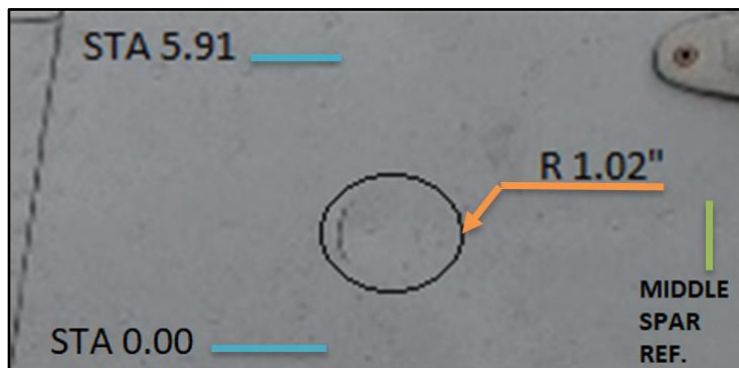 STA 5.91
R 1.02"
MIDDLE
SPAR
REF.
STA 0.00